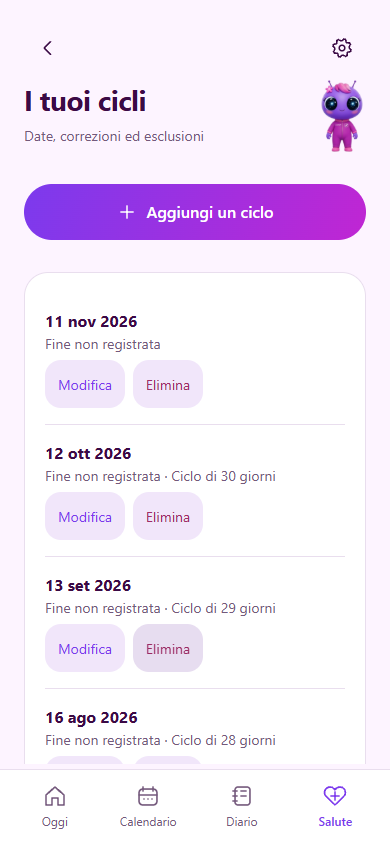 I tuoi cicli
Date, correzioni ed esclusioni
Aggiungi un ciclo
11 nov 2026
Fine non registrata
Modifica
Elimina
12 ott 2026
Fine non registrata · Ciclo di 30 giorni
Modifica
Elimina
13 set 2026
Fine non registrata · Ciclo di 29 giorni
Modifica
Elimina
16 ago 2026
Fine non registrata · Ciclo di 28 giorni
Oggi
Calendario
Diario
Salute